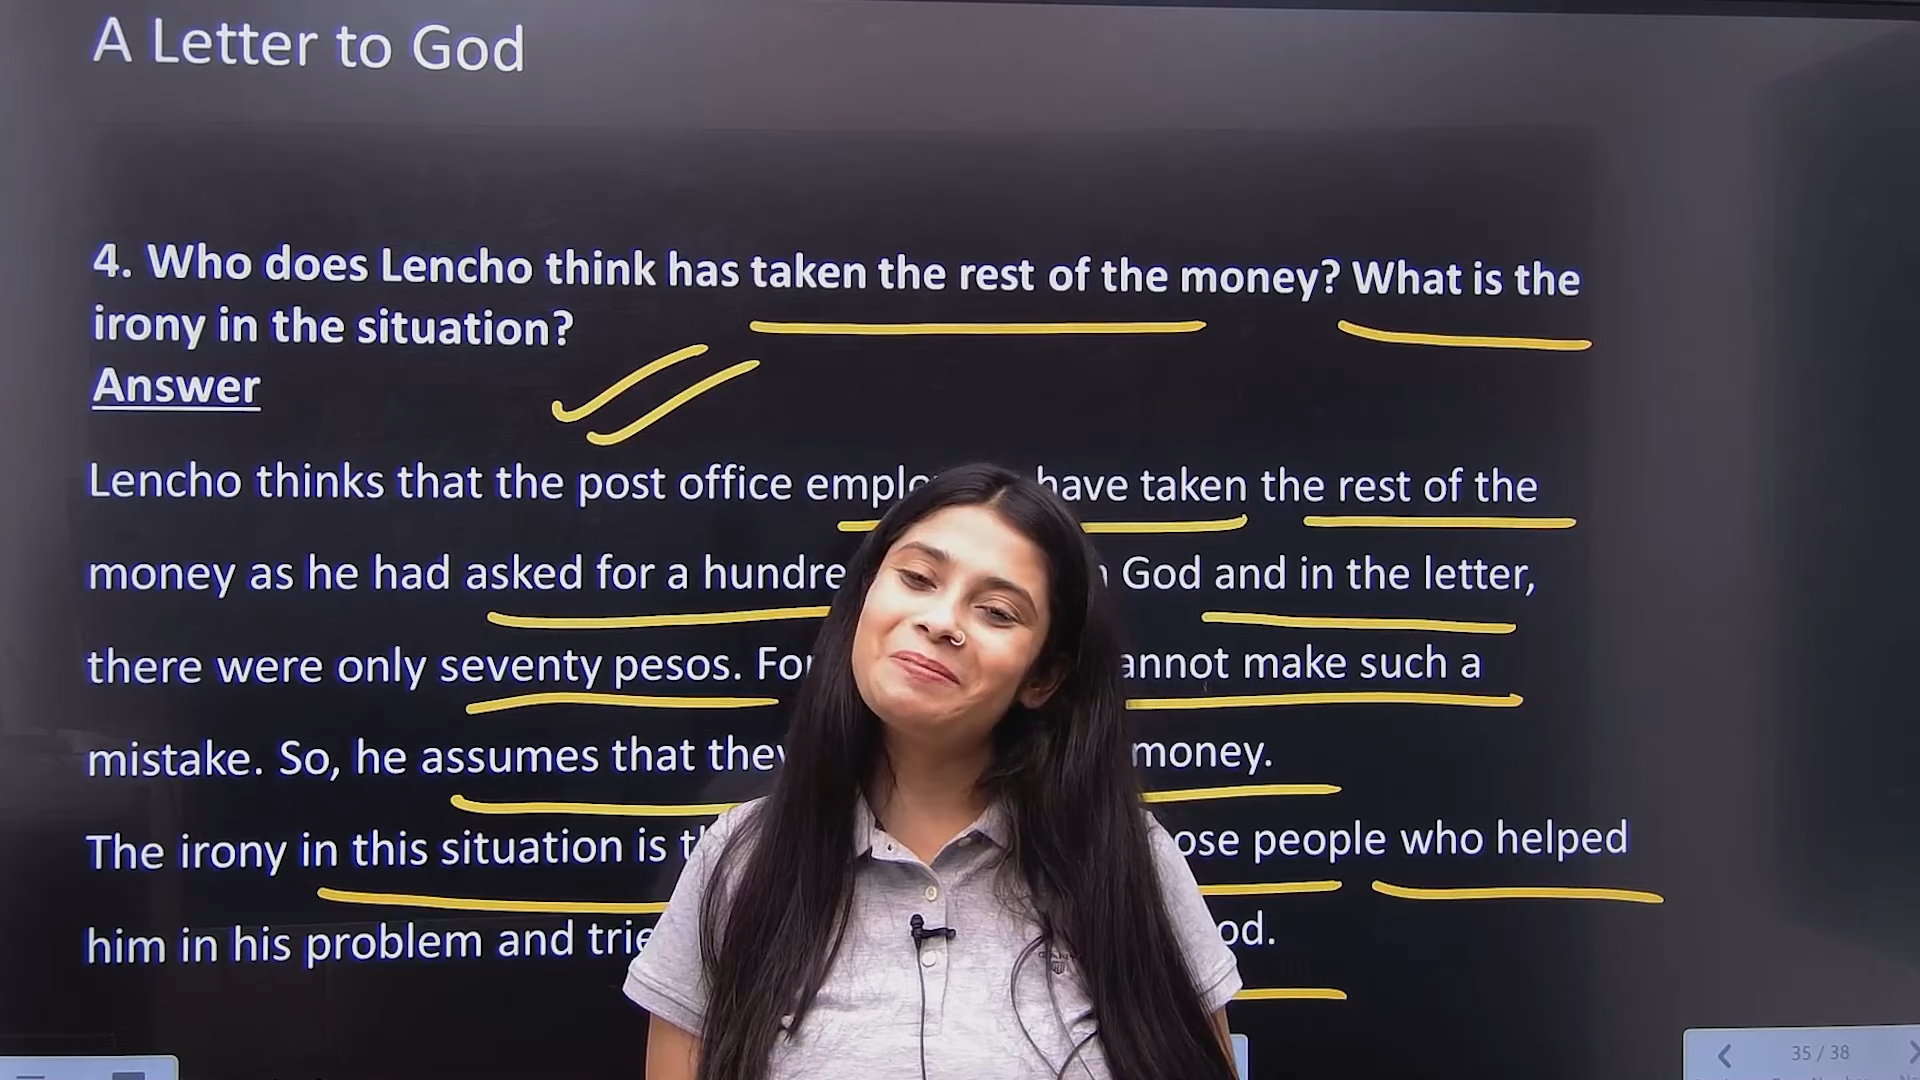 A Letter to God
4. Who does Lencho think has taken the rest of the money? What is the
irony in the situation?
Answer
Lencho thinks that the post office have taken the rest of the
money as he had asked for a God and in the letter,
there were only seventy pesos. make such a
mistake. So, he assumes that money.
The irony in this situation is people who helped
him in his problem and
35 / 38